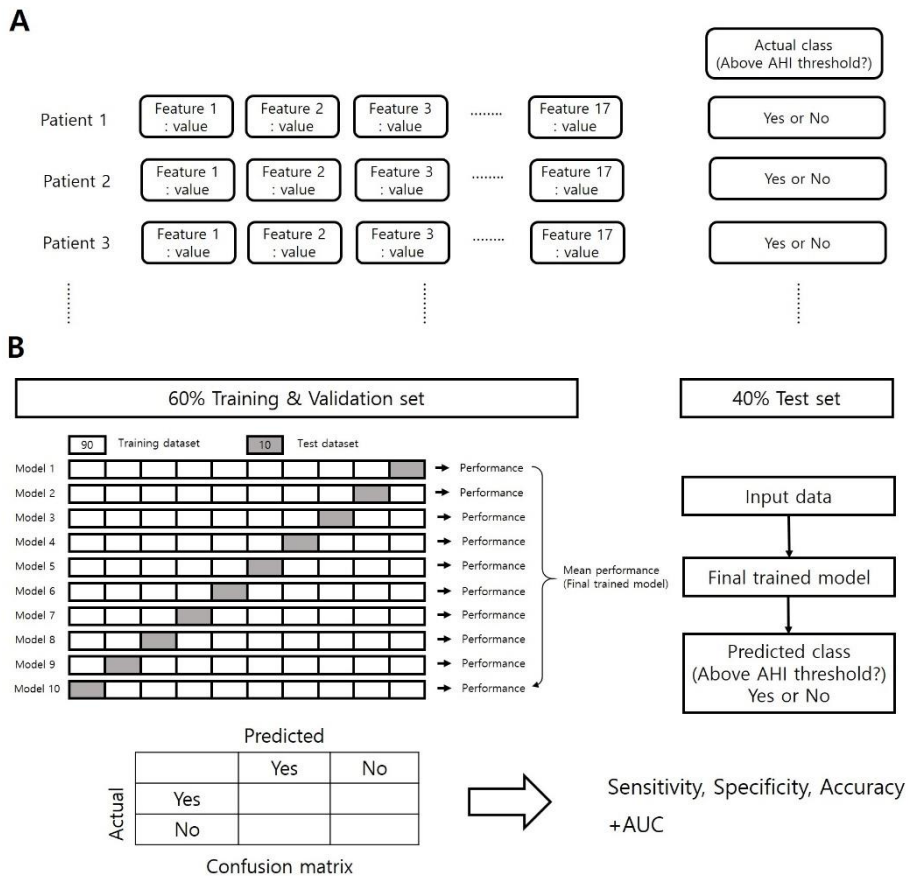 A
Actual class
(Above AHI threshold?)
Patient 1
Feature 1
: value
Feature 2
: value
Feature 3
: value
........
Feature 17
: value
Yes or No
Patient 2
Feature 1
: value
Feature 2
: value
Feature 3
: value
........
Feature 17
: value
Yes or No
Patient 3
Feature 1
: value
Feature 2
: value
Feature 3
: value
........
Feature 17
: value
Yes or No
B
60% Training & Validation set
40% Test set
90 Training dataset
10 Test dataset
Model 1 Performance
Model 2 Performance
Model 3 Performance
Model 4 Performance
Model 5 Performance
Model 6 Performance
Model 7 Performance
Model 8 Performance
Model 9 Performance
Model 10 Performance
Mean performance
(Final trained model)
Input data
Final trained model
Predicted class
(Above AHI threshold?)
Yes or No
Predicted
Yes No
Actual
Yes
No
Confusion matrix
Sensitivity, Specificity, Accuracy
+AUC